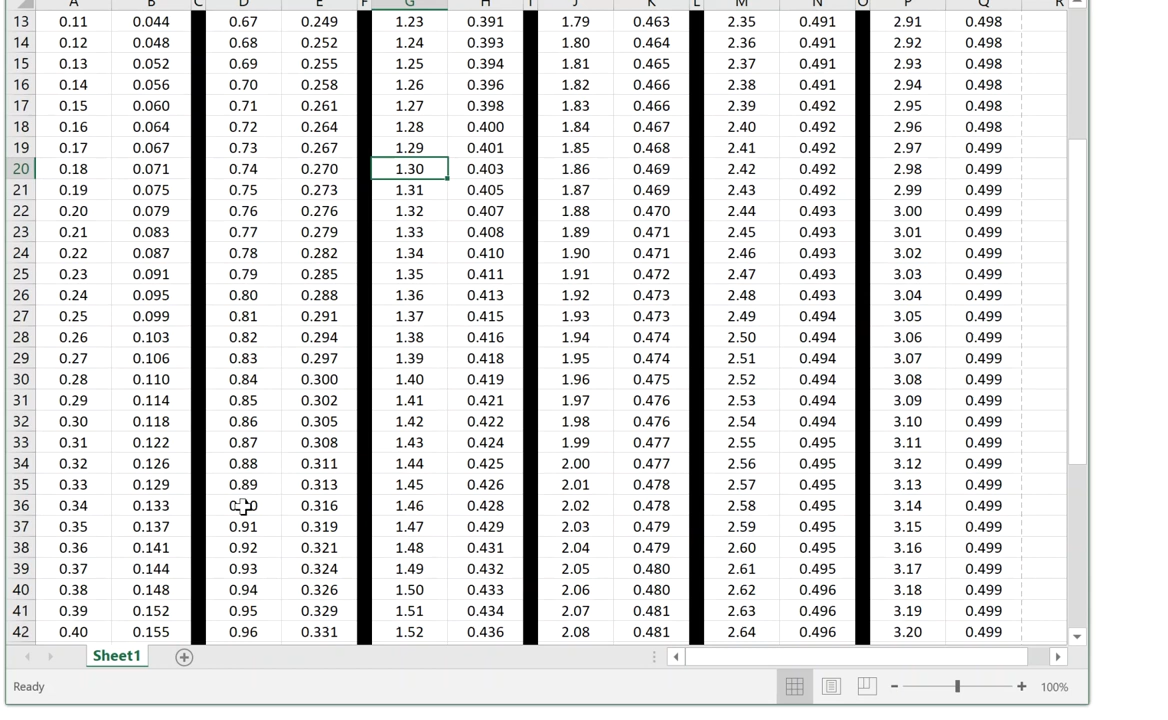 A B C D E F G H I J K L M N O P Q R
13 0.11 0.044 0.67 0.249 1.23 0.391 1.79 0.463 2.35 0.491 2.91 0.498
14 0.12 0.048 0.68 0.252 1.24 0.393 1.80 0.464 2.36 0.491 2.92 0.498
15 0.13 0.052 0.69 0.255 1.25 0.394 1.81 0.465 2.37 0.491 2.93 0.498
16 0.14 0.056 0.70 0.258 1.26 0.396 1.82 0.466 2.38 0.491 2.94 0.498
17 0.15 0.060 0.71 0.261 1.27 0.398 1.83 0.466 2.39 0.492 2.95 0.498
18 0.16 0.064 0.72 0.264 1.28 0.400 1.84 0.467 2.40 0.492 2.96 0.498
19 0.17 0.067 0.73 0.267 1.29 0.401 1.85 0.468 2.41 0.492 2.97 0.499
20 0.18 0.071 0.74 0.270 1.30 0.403 1.86 0.469 2.42 0.492 2.98 0.499
21 0.19 0.075 0.75 0.273 1.31 0.405 1.87 0.469 2.43 0.492 2.99 0.499
22 0.20 0.079 0.76 0.276 1.32 0.407 1.88 0.470 2.44 0.493 3.00 0.499
23 0.21 0.083 0.77 0.279 1.33 0.408 1.89 0.471 2.45 0.493 3.01 0.499
24 0.22 0.087 0.78 0.282 1.34 0.410 1.90 0.471 2.46 0.493 3.02 0.499
25 0.23 0.091 0.79 0.285 1.35 0.411 1.91 0.472 2.47 0.493 3.03 0.499
26 0.24 0.095 0.80 0.288 1.36 0.413 1.92 0.473 2.48 0.493 3.04 0.499
27 0.25 0.099 0.81 0.291 1.37 0.415 1.93 0.473 2.49 0.494 3.05 0.499
28 0.26 0.103 0.82 0.294 1.38 0.416 1.94 0.474 2.50 0.494 3.06 0.499
29 0.27 0.106 0.83 0.297 1.39 0.418 1.95 0.474 2.51 0.494 3.07 0.499
30 0.28 0.110 0.84 0.300 1.40 0.419 1.96 0.475 2.52 0.494 3.08 0.499
31 0.29 0.114 0.85 0.302 1.41 0.421 1.97 0.476 2.53 0.494 3.09 0.499
32 0.30 0.118 0.86 0.305 1.42 0.422 1.98 0.476 2.54 0.494 3.10 0.499
33 0.31 0.122 0.87 0.308 1.43 0.424 1.99 0.477 2.55 0.495 3.11 0.499
34 0.32 0.126 0.88 0.311 1.44 0.425 2.00 0.477 2.56 0.495 3.12 0.499
35 0.33 0.129 0.89 0.313 1.45 0.426 2.01 0.478 2.57 0.495 3.13 0.499
36 0.34 0.133 0.316 1.46 0.428 2.02 0.478 2.58 0.495 3.14 0.499
37 0.35 0.137 0.91 0.319 1.47 0.429 2.03 0.479 2.59 0.495 3.15 0.499
38 0.36 0.141 0.92 0.321 1.48 0.431 2.04 0.479 2.60 0.495 3.16 0.499
39 0.37 0.144 0.93 0.324 1.49 0.432 2.05 0.480 2.61 0.495 3.17 0.499
40 0.38 0.148 0.94 0.326 1.50 0.433 2.06 0.480 2.62 0.496 3.18 0.499
41 0.39 0.152 0.95 0.329 1.51 0.434 2.07 0.481 2.63 0.496 3.19 0.499
42 0.40 0.155 0.96 0.331 1.52 0.436 2.08 0.481 2.64 0.496 3.20 0.499
Sheet1
Ready 100%